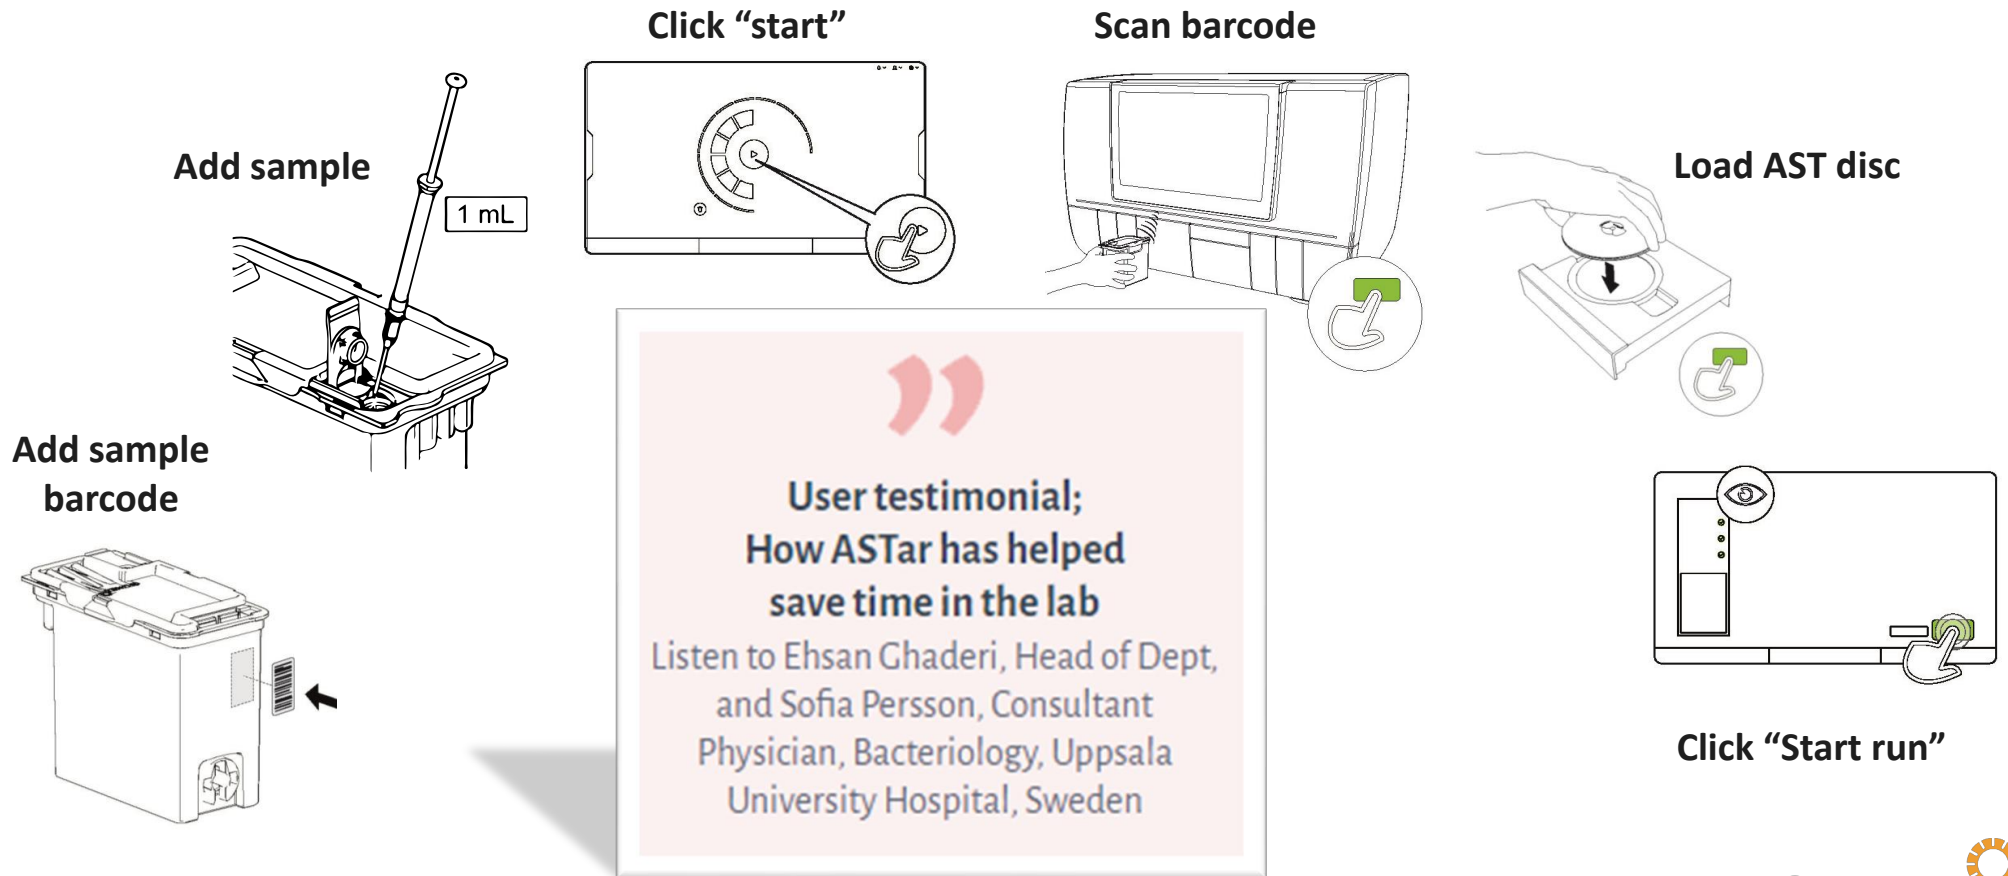 Click “start”
Scan barcode
Add sample
1 mL
Load AST disc
Add sample
barcode
”
User testimonial;
How ASTar has helped
save time in the lab
Listen to Ehsan Ghaderi, Head of Dept,
and Sofia Persson, Consultant
Physician, Bacteriology, Uppsala
University Hospital, Sweden
Click “Start run”